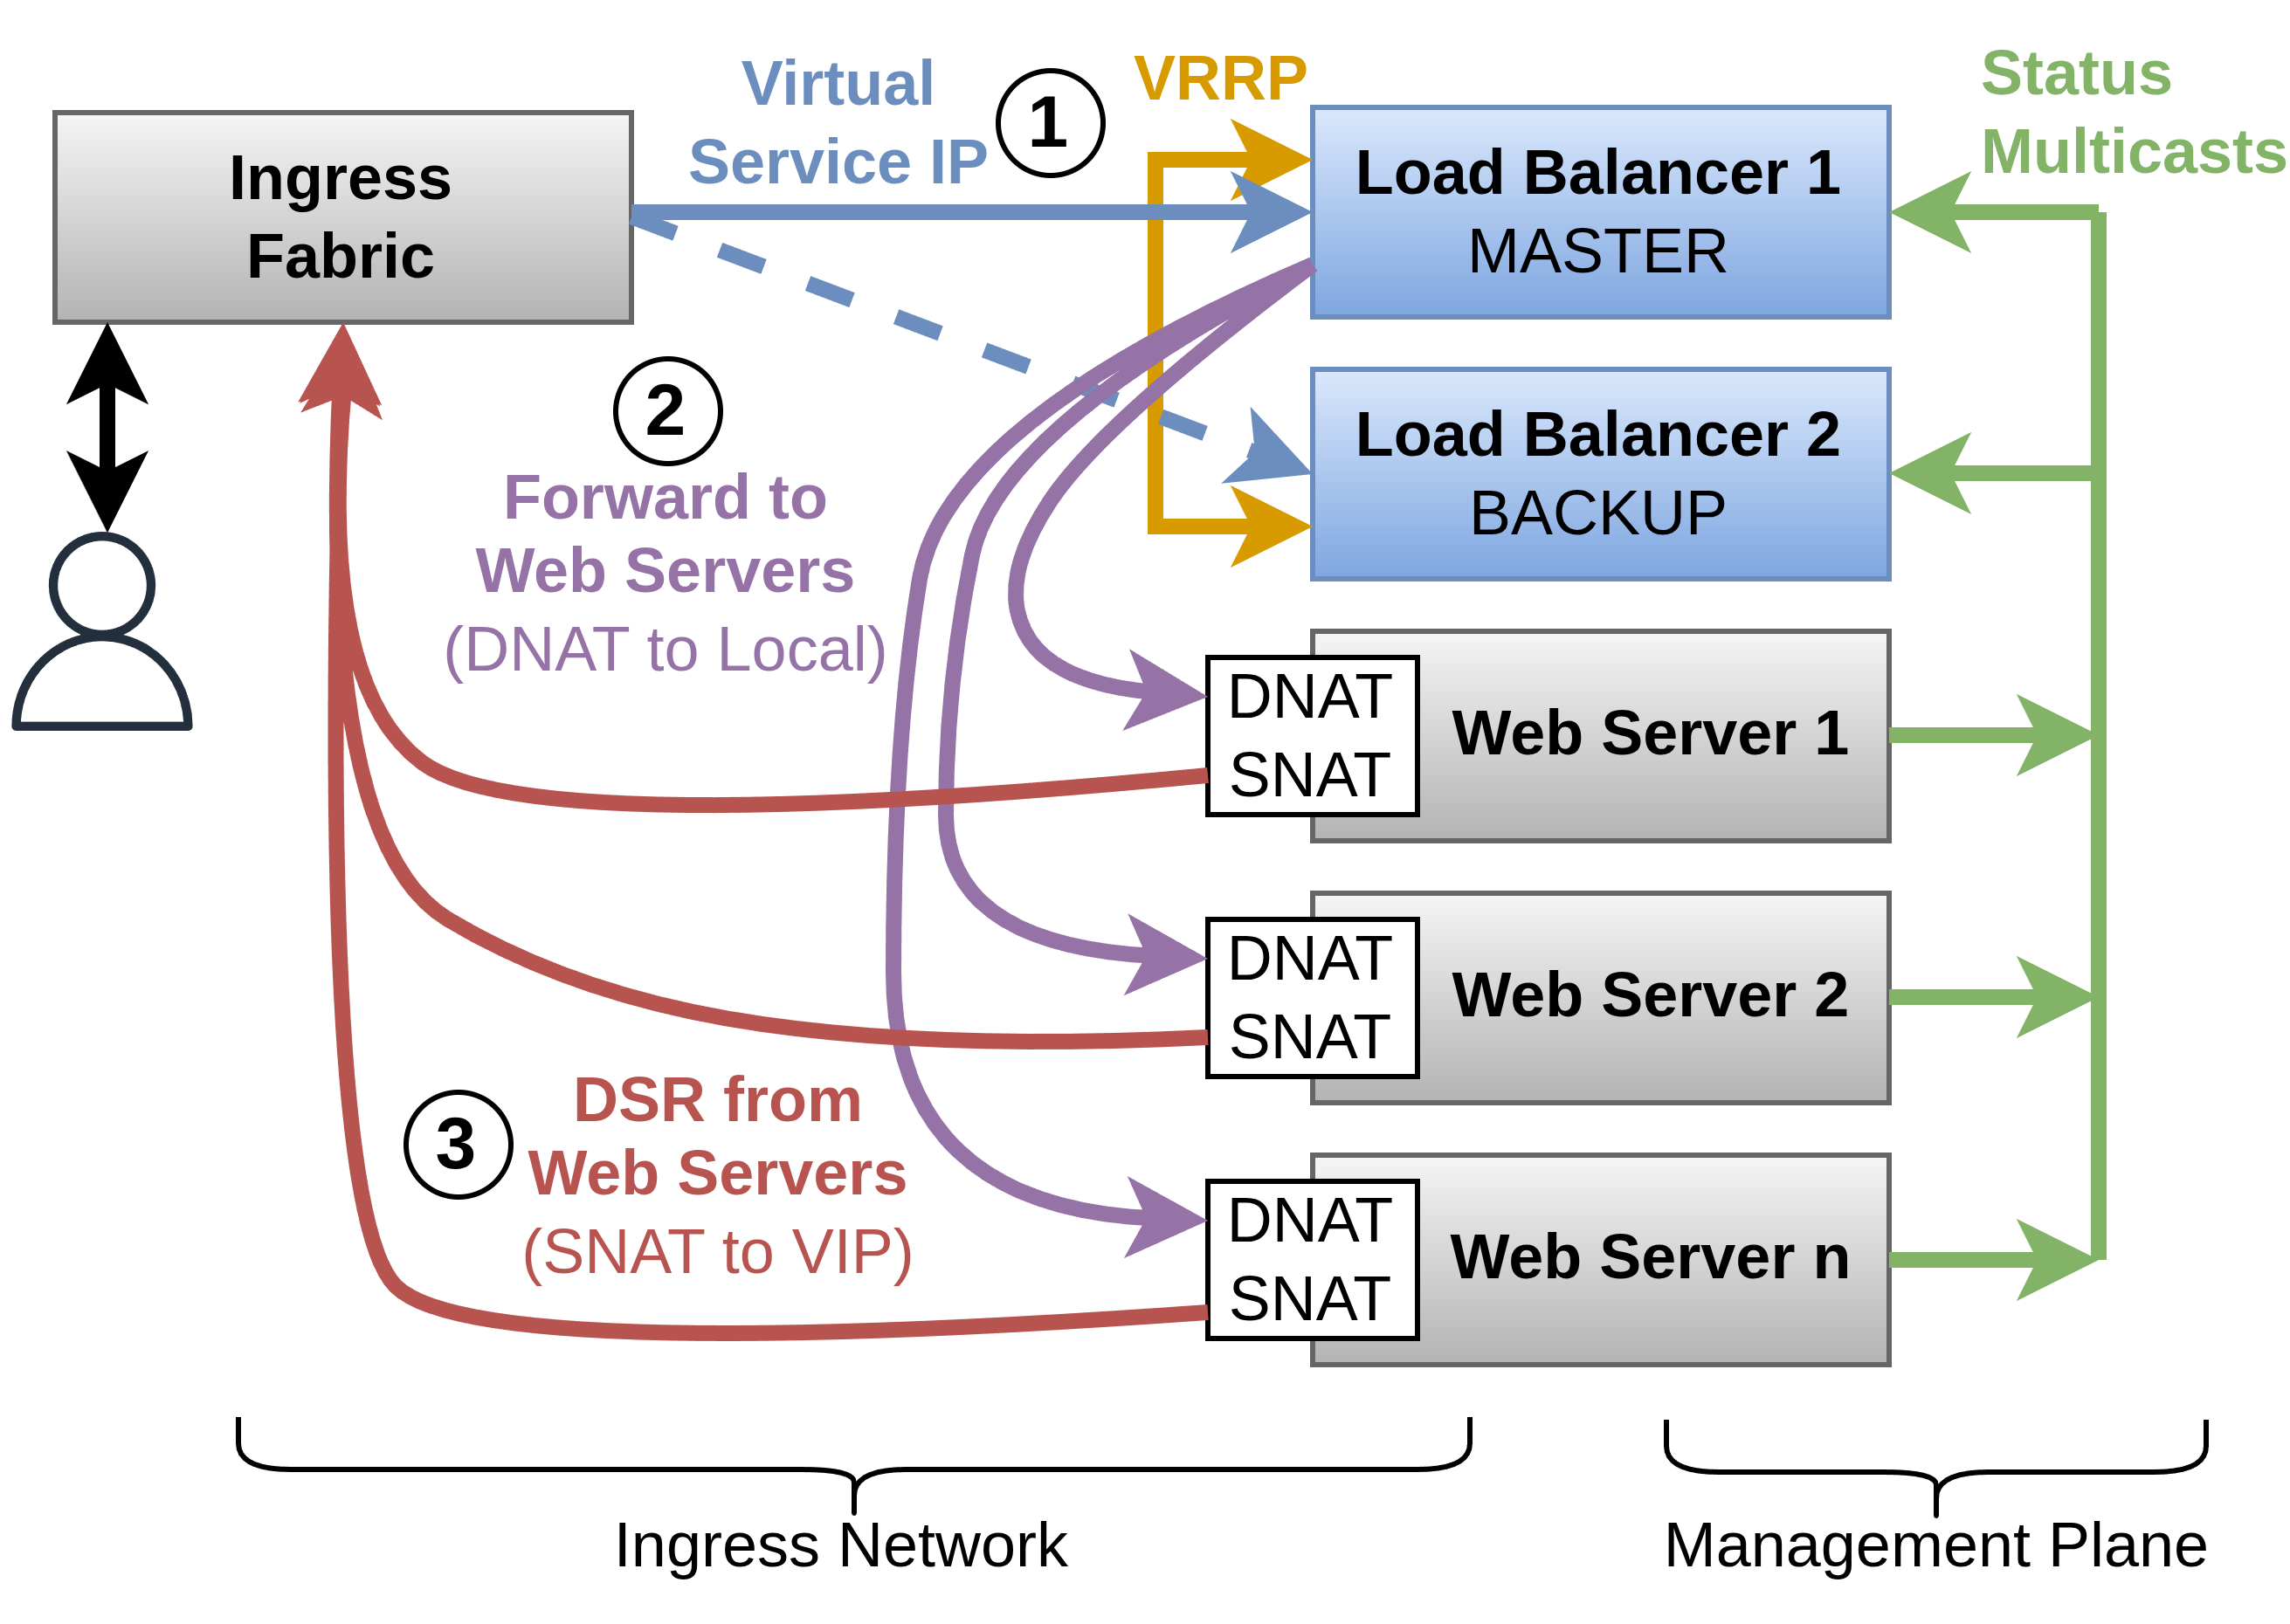 Virtual
Service IP
1
VRRP
Status
Multicasts
Ingress
Fabric
Load Balancer 1
MASTER
2
Forward to
Web Servers
(DNAT to Local)
Load Balancer 2
BACKUP
DNAT
SNAT
Web Server 1
DNAT
SNAT
Web Server 2
3
DSR from
Web Servers
(SNAT to VIP)
DNAT
SNAT
Web Server n
Ingress Network
Management Plane